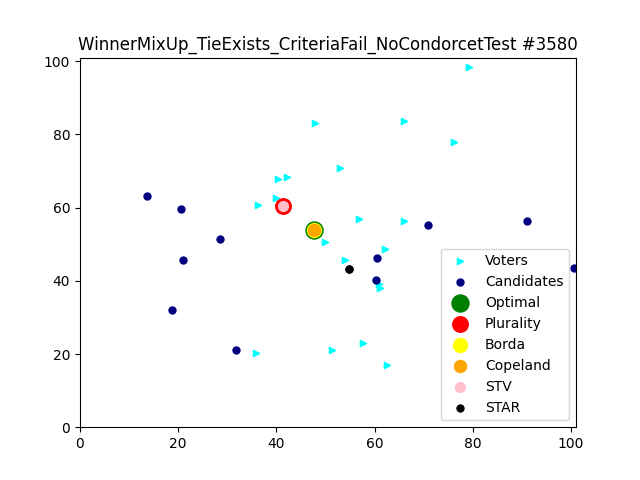 WinnerMixUp_TieExists_CriteriaFail_NoCondorcetTest #3580
100
80
60
40
20
0
0 20 40 60 80 100
Voters
Candidates
Optimal
Plurality
Borda
Copeland
STV
STAR